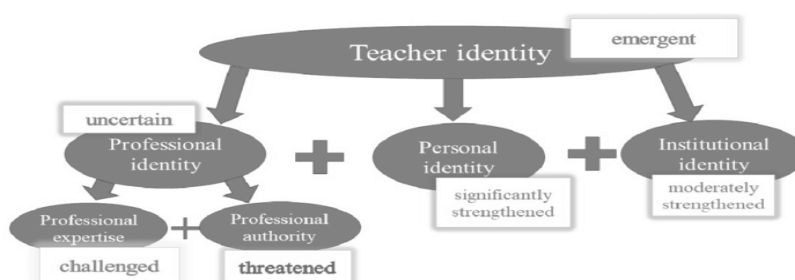 Teacher identity
emergent
uncertain
Professional
identity
+
Personal
identity
significantly
strengthened
+
Institutional
identity
moderately
strengthened
Professional
expertise
challenged
+
Professional
authority
threatened